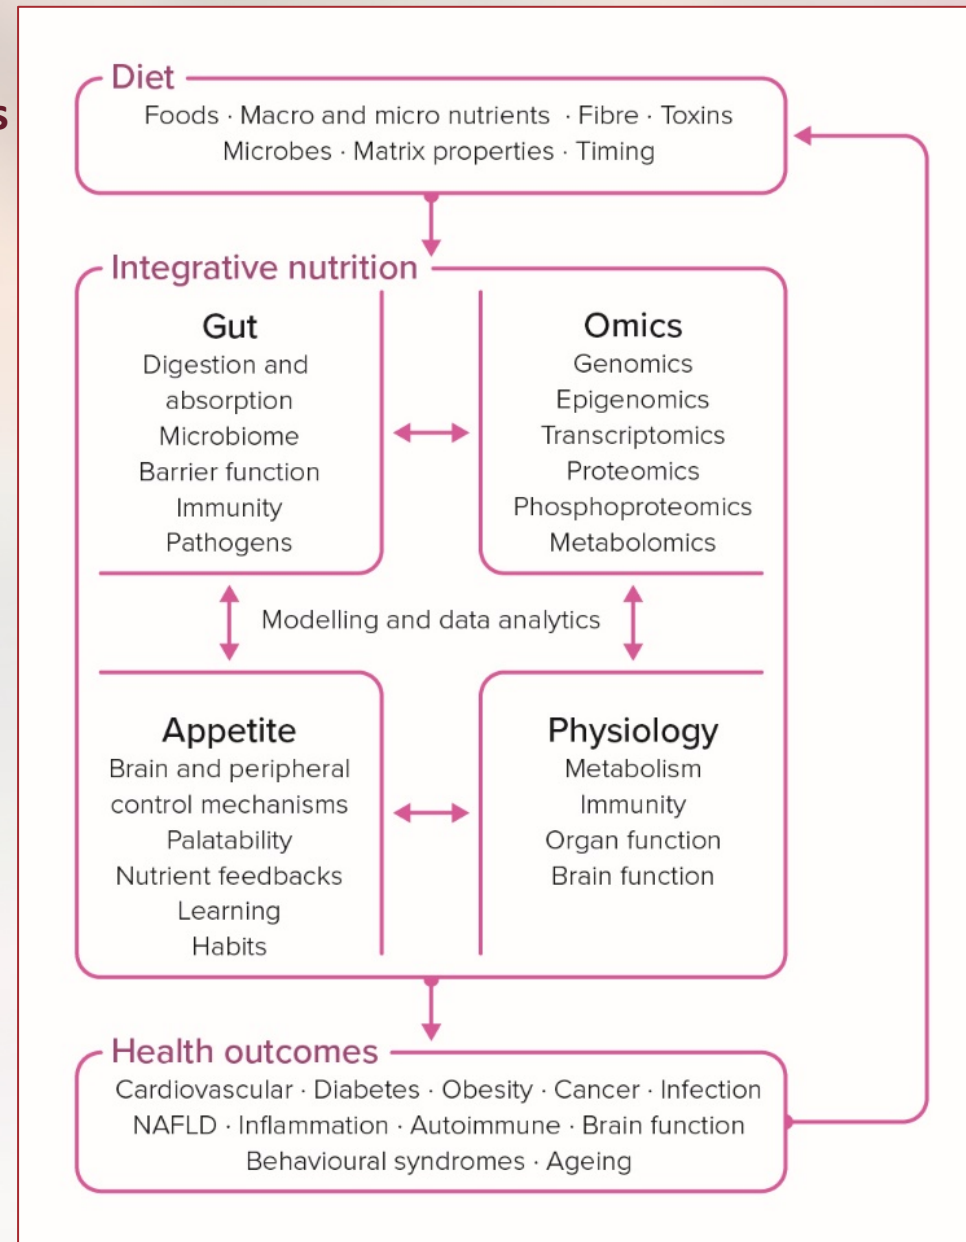 s
Diet
Foods · Macro and micro nutrients · Fibre · Toxins
Microbes · Matrix properties · Timing
Integrative nutrition
Gut
Digestion and
absorption
Microbiome
Barrier function
Immunity
Pathogens
Omics
Genomics
Epigenomics
Transcriptomics
Proteomics
Phosphoproteomics
Metabolomics
Modelling and data analytics
Appetite
Brain and peripheral
control mechanisms
Palatability
Nutrient feedbacks
Learning
Habits
Physiology
Metabolism
Immunity
Organ function
Brain function
Health outcomes
Cardiovascular · Diabetes · Obesity · Cancer · Infection
NAFLD · Inflammation · Autoimmune · Brain function
Behavioural syndromes · Ageing